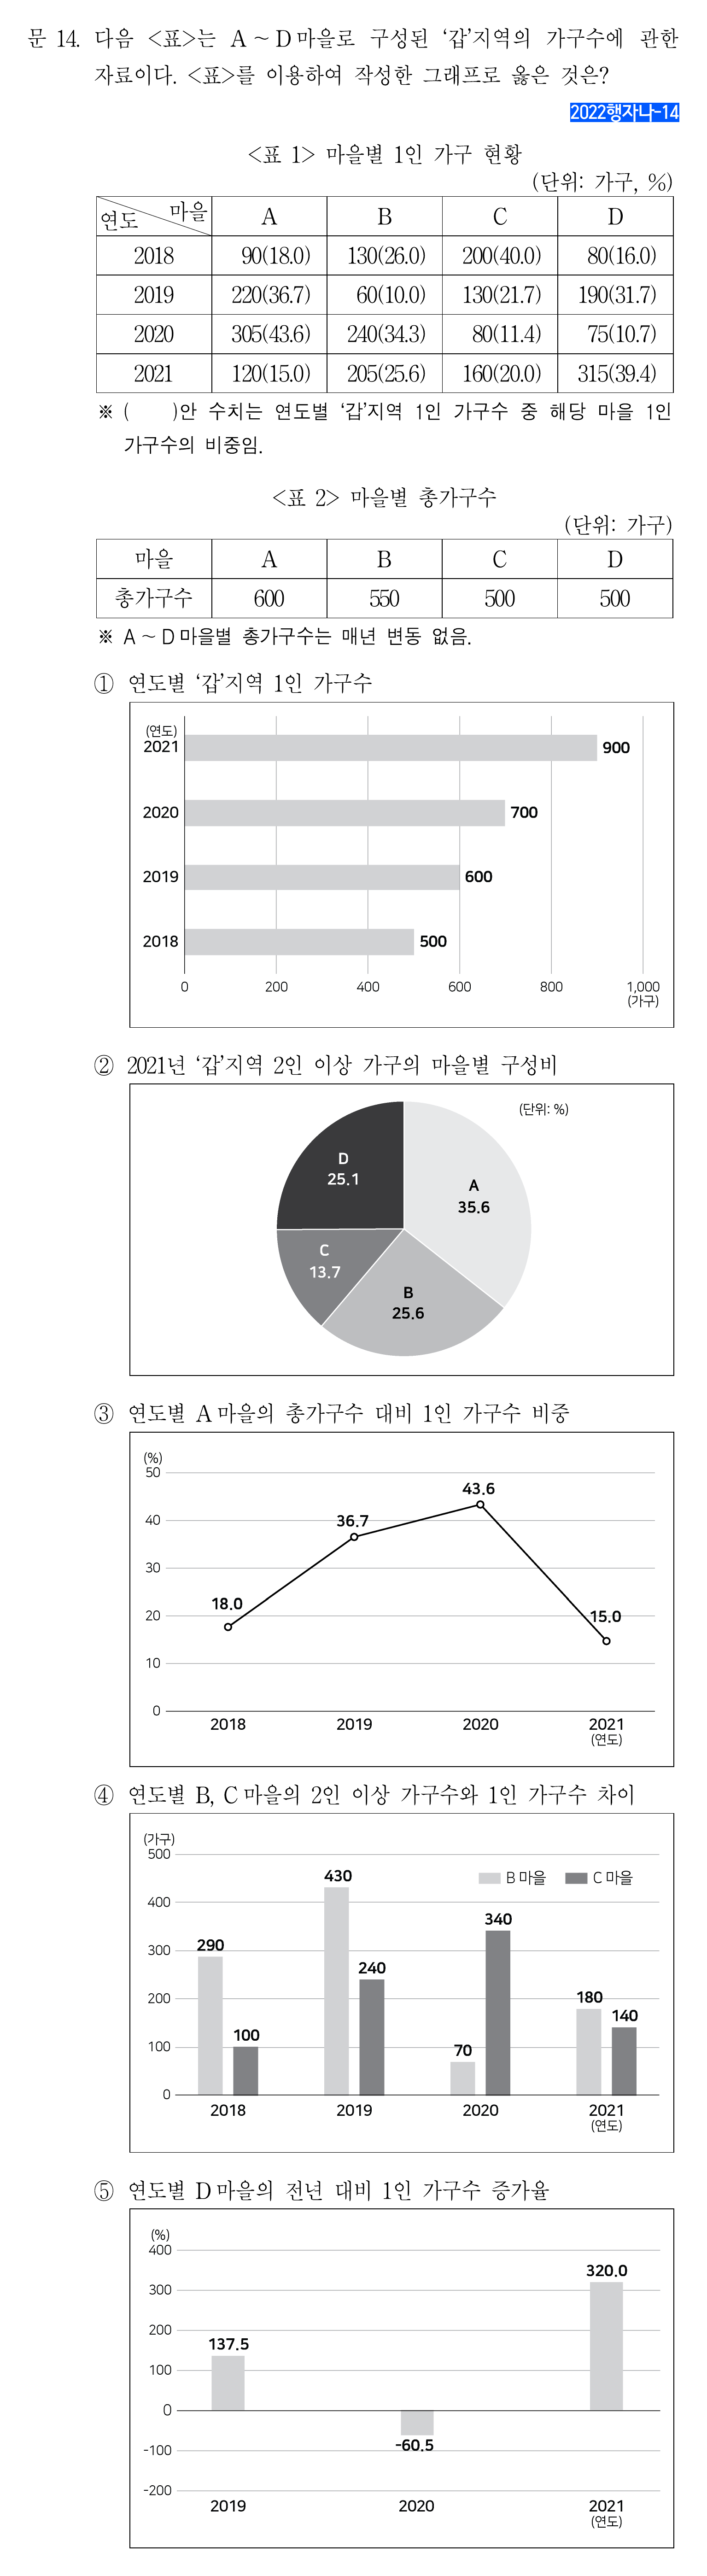 문 14. 다음 <표>는 A ~ D마을로 구성된 ‘갑’지역의 가구수에 관한
자료이다. <표>를 이용하여 작성한 그래프로 옳은 것은?
2022행자나-14
<표 1> 마을별 1인 가구 현황
(단위: 가구, %)
연도 마을 A B C D
2018 90(18.0) 130(26.0) 200(40.0) 80(16.0)
2019 220(36.7) 60(10.0) 130(21.7) 190(31.7)
2020 305(43.6) 240(34.3) 80(11.4) 75(10.7)
2021 120(15.0) 205(25.6) 160(20.0) 315(39.4)
※ ( )안 수치는 연도별 ‘갑’지역 1인 가구수 중 해당 마을 1인
가구수의 비중임.
<표 2> 마을별 총가구수
(단위: 가구)
마을 A B C D
총가구수 600 550 500 500
※ A ~ D마을별 총가구수는 매년 변동 없음.
① 연도별 ‘갑’지역 1인 가구수
(연도)
2021 900
2020 700
2019 600
2018 500
0 200 400 600 800 1,000
(가구)
② 2021년 ‘갑’지역 2인 이상 가구의 마을별 구성비
(단위: %)
D
25.1
A
35.6
C
13.7
B
25.6
③ 연도별 A마을의 총가구수 대비 1인 가구수 비중
(%)
50
43.6
40
36.7
30
18.0
20
15.0
10
0
2018 2019 2020 2021
(연도)
④ 연도별 B, C마을의 2인 이상 가구수와 1인 가구수 차이
(가구)
500
430
B마을 C마을
400
340
300
290
240
200
180
140
100
100
70
0
2018 2019 2020 2021
(연도)
⑤ 연도별 D마을의 전년 대비 1인 가구수 증가율
(%)
400
320.0
300
200
137.5
100
0
-60.5
-100
-200
2019 2020 2021
(연도)